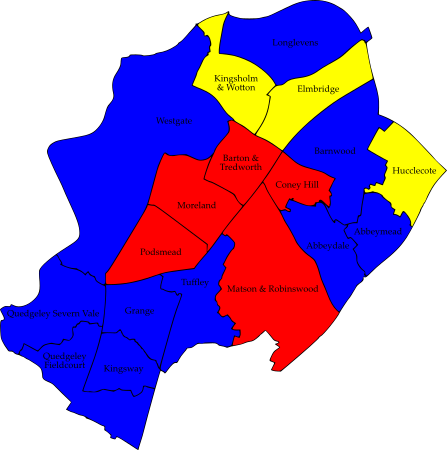 Longlevens
Kingsholm
& Wotton
Elmbridge
Westgate
Barnwood
Barton &
Tredworth
Hucclecote
Coney Hill
Moreland
Abbeymead
Abbeydale
Podsmead
Tuffley
Matson & Robinswood
Quedgeley Severn Vale
Grange
Quedgeley
Fieldcourt
Kingsway